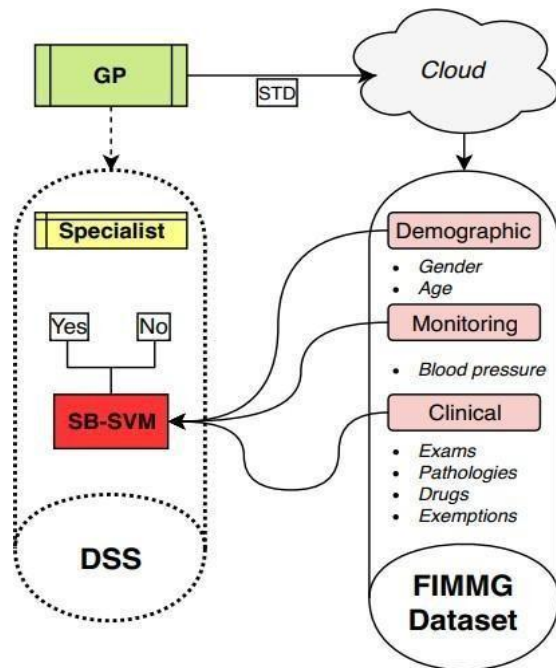 GP
STD
Cloud
Specialist
Yes
No
SB-SVM
DSS
Demographic
• Gender
• Age
Monitoring
• Blood pressure
Clinical
• Exams
• Pathologies
• Drugs
• Exemptions
FIMMG
Dataset